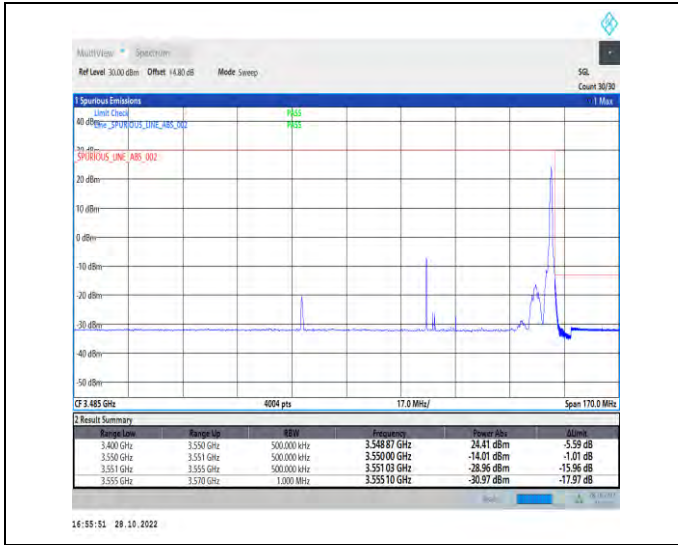 MultiView Spectrum
Ref Level 30.00 dBm Offset 14.80 dB Mode Sweep SGL
Count 30/30
1 Spurious Emissions 1 Max
Limit Check PASS
40 dBm
Line _SPURIOUS_LINE_ABS_002 PASS
30 dBm
_SPURIOUS_LINE_ABS_002
20 dBm
10 dBm
0 dBm
-10 dBm
-20 dBm
-30 dBm
-40 dBm
-50 dBm
CF 3.485 GHz 4004 pts 17.0 MHz/ Span 170.0 MHz
2 Result Summary
Range Low Range Up RBW Frequency Power Abs ΔLimit
3.400 GHz 3.550 GHz 500.000 kHz 3.548 87 GHz 24.41 dBm -5.59 dB
3.550 GHz 3.551 GHz 500.000 kHz 3.550 00 GHz -14.01 dBm -1.01 dB
3.551 GHz 3.555 GHz 500.000 kHz 3.551 03 GHz -28.96 dBm -15.96 dB
3.555 GHz 3.570 GHz 1.000 MHz 3.555 10 GHz -30.97 dBm -17.97 dB
16:55:51 28.10.2022